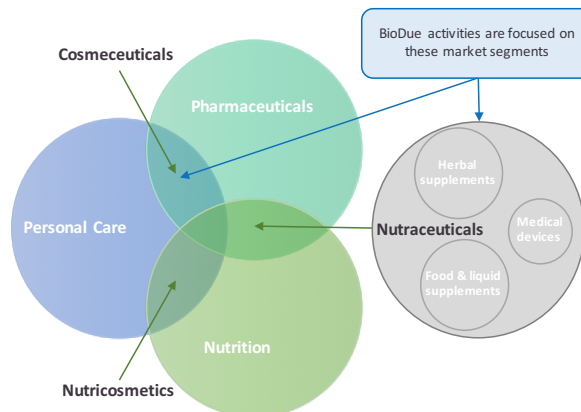 BioDue activities are focused on
these market segments
Cosmeceuticals
Pharmaceuticals
Herbal
supplements
Personal Care
Nutraceuticals
Medical
devices
Food & liquid
supplements
Nutrition
Nutricosmetics